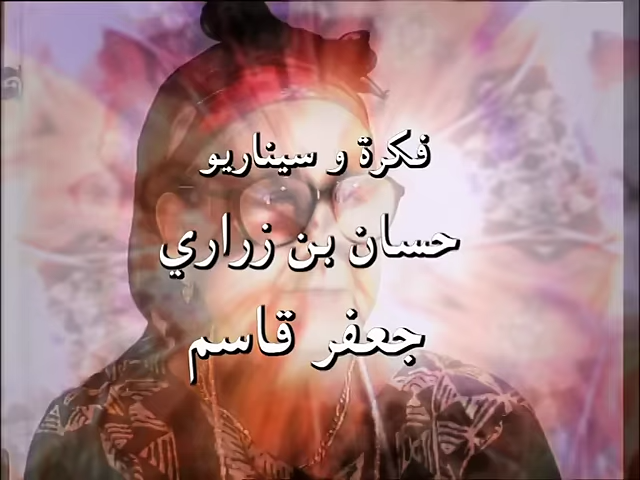 فكرة و سيناريو
حسان بن زراري
جعفر قاسم